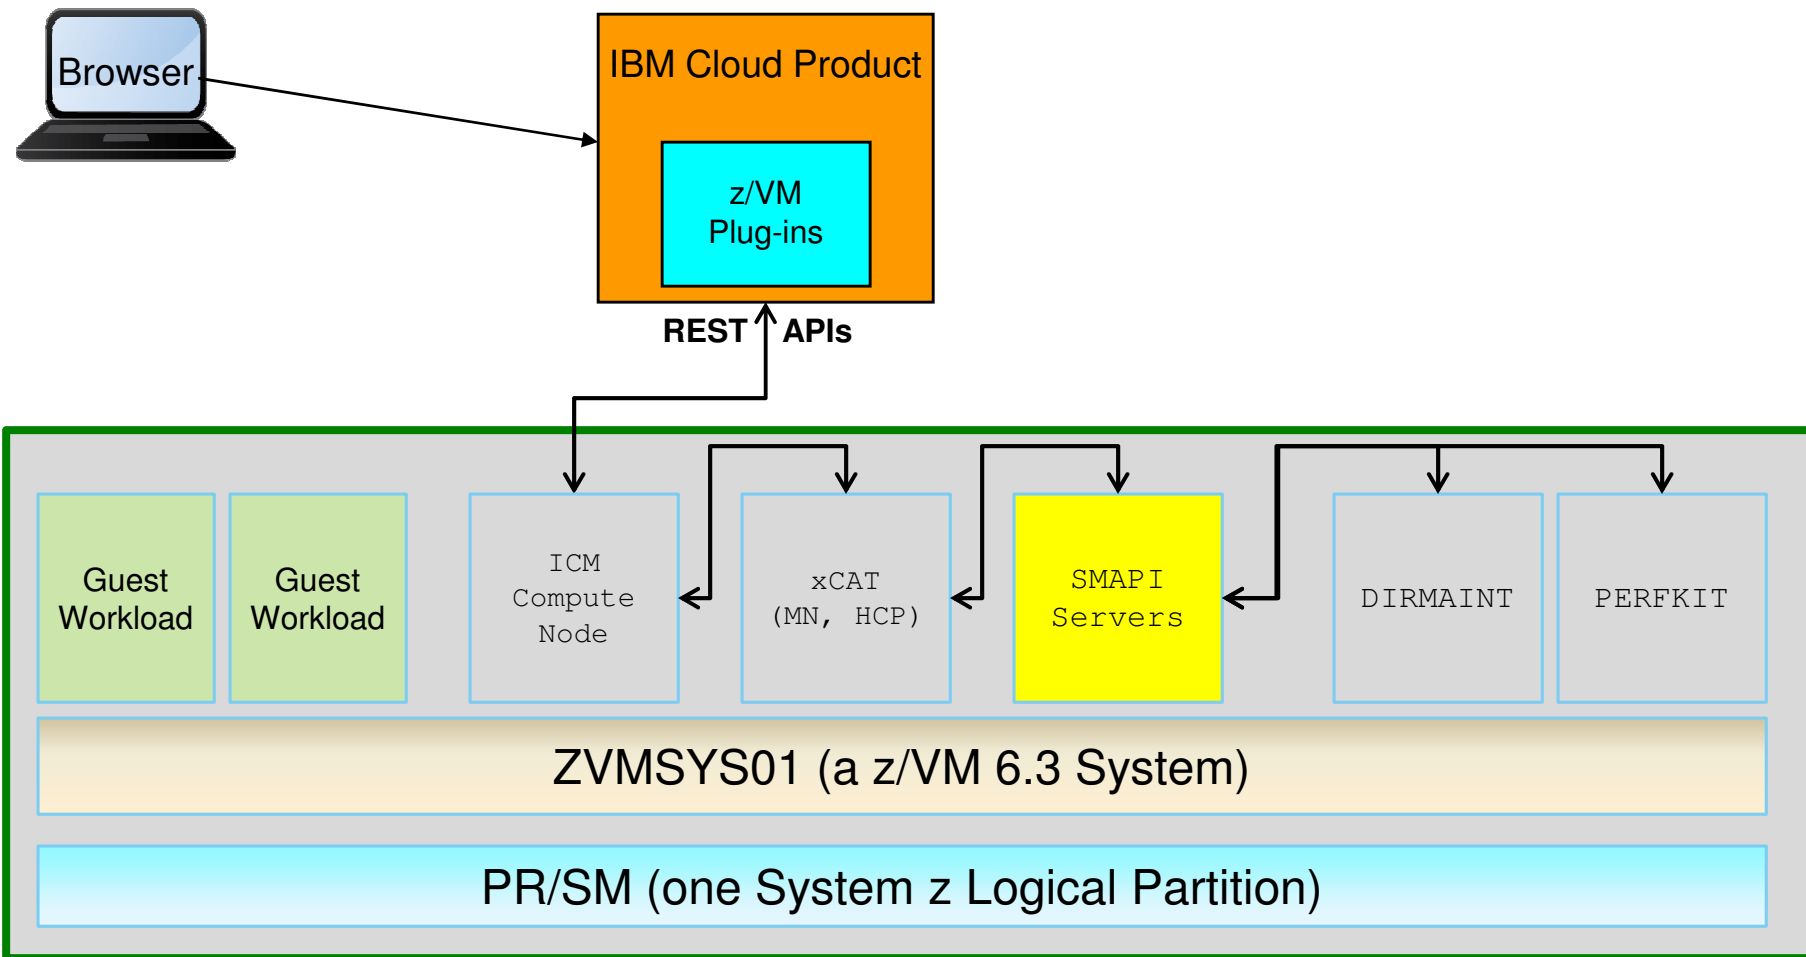 Browser
IBM Cloud Product
z/VM
Plug-ins
REST APIs
Guest
Workload
Guest
Workload
ICM
Compute
Node
xCAT
(MN, HCP)
SMAPI
Servers
DIRMAINT
PERFKIT
ZVMSYS01 (a z/VM 6.3 System)
PR/SM (one System z Logical Partition)